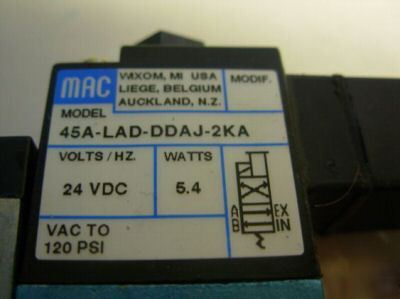 MAC
WIXOM, MI USA
LIEGE, BELGIUM
AUCKLAND, N.Z.
MODIF.
MODEL
45A-LAD-DDAJ-2KA
VOLTS/HZ.
WATTS
24 VDC
5.4
A EX
B IN
VAC TO
120 PSI